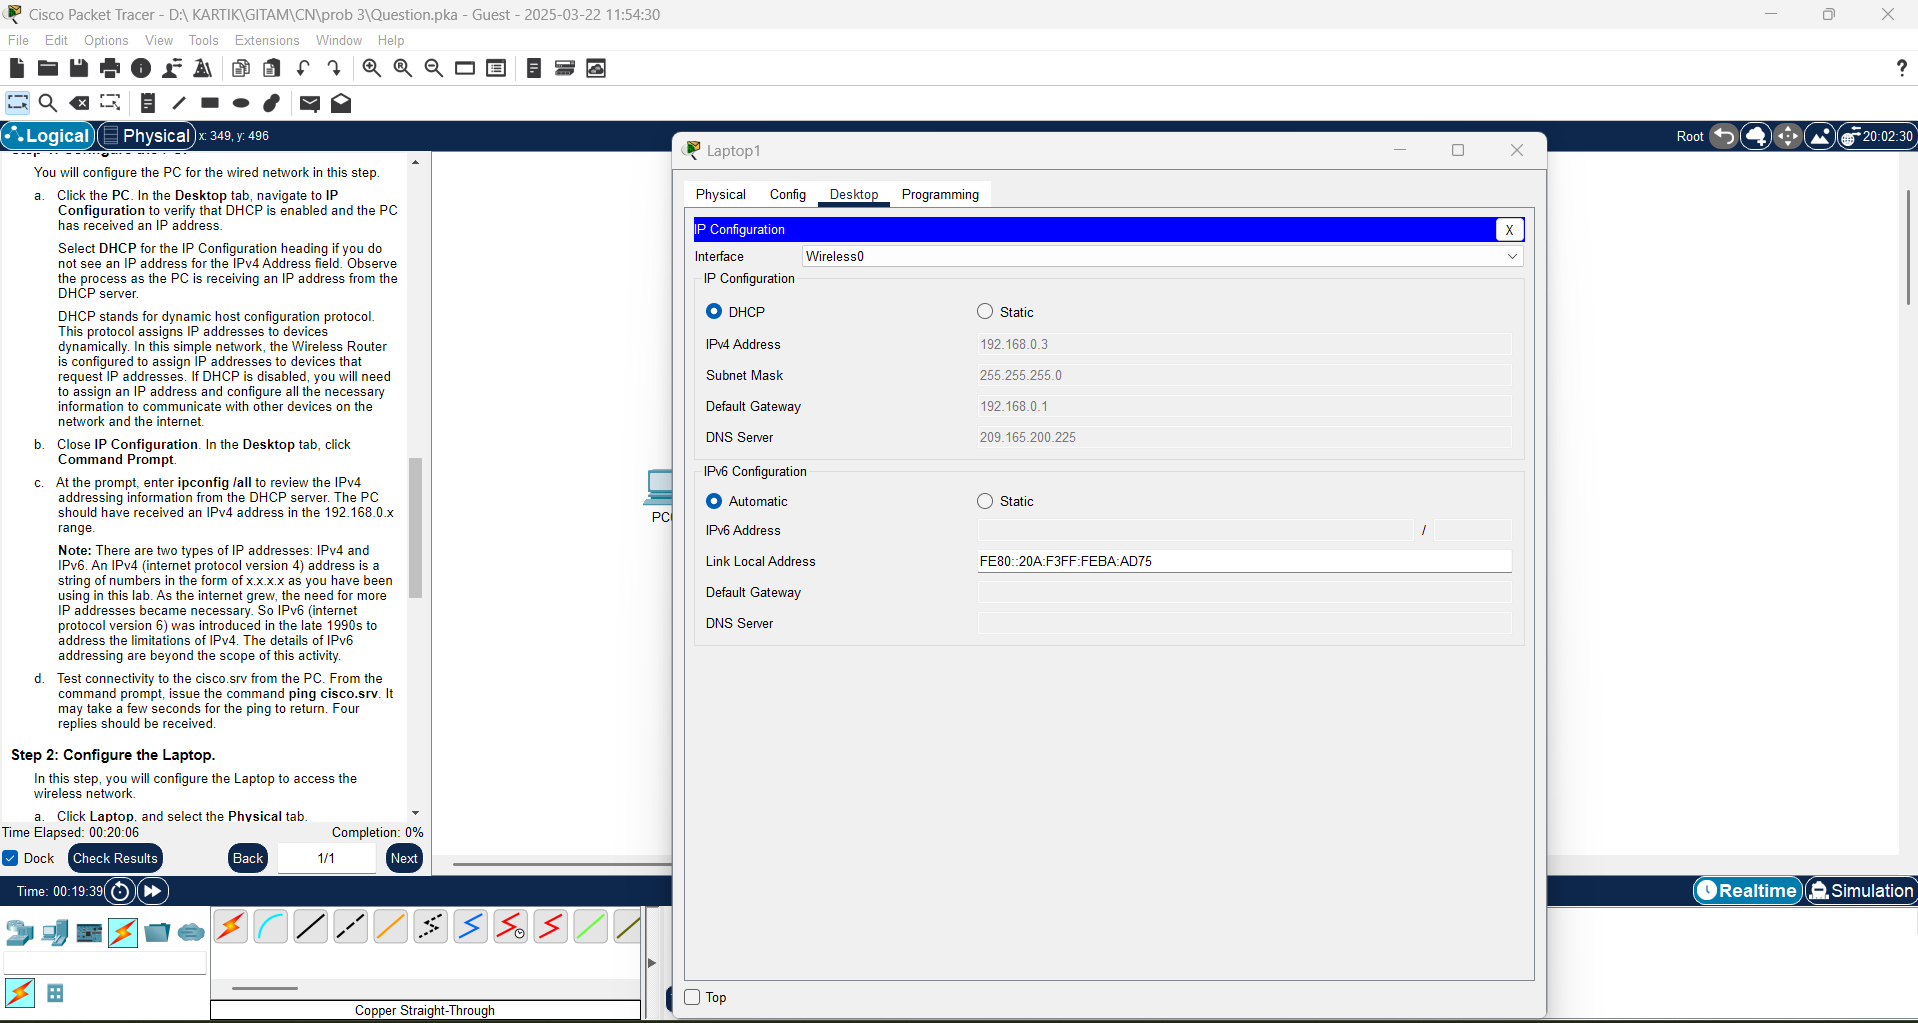 Cisco Packet Tracer - D:\ KARTIK\GITAM\CN\prob 3\Question.pka - Guest - 2025-03-22 11:54:30
File Edit Options View Tools Extensions Window Help
?
Logical Physical x: 349, y: 496
Root 20:02:30
You will configure the PC for the wired network in this step.
a. Click the PC. In the Desktop tab, navigate to IP
Configuration to verify that DHCP is enabled and the PC
has received an IP address.
Select DHCP for the IP Configuration heading if you do
not see an IP address for the IPv4 Address field. Observe
the process as the PC is receiving an IP address from the
DHCP server.
DHCP stands for dynamic host configuration protocol.
This protocol assigns IP addresses to devices
dynamically. In this simple network, the Wireless Router
is configured to assign IP addresses to devices that
request IP addresses. If DHCP is disabled, you will need
to assign an IP address and configure all the necessary
information to communicate with other devices on the
network and the internet.
b. Close IP Configuration. In the Desktop tab, click
Command Prompt.
c. At the prompt, enter ipconfig /all to review the IPv4
addressing information from the DHCP server. The PC
should have received an IPv4 address in the 192.168.0.x
range.
Note: There are two types of IP addresses: IPv4 and
IPv6. An IPv4 (internet protocol version 4) address is a
string of numbers in the form of x.x.x.x as you have been
using in this lab. As the internet grew, the need for more
IP addresses became necessary. So IPv6 (internet
protocol version 6) was introduced in the late 1990s to
address the limitations of IPv4. The details of IPv6
addressing are beyond the scope of this activity.
d. Test connectivity to the cisco.srv from the PC. From the
command prompt, issue the command ping cisco.srv. It
may take a few seconds for the ping to return. Four
replies should be received.
Step 2: Configure the Laptop.
In this step, you will configure the Laptop to access the
wireless network.
a. Click Laptop, and select the Physical tab.
Time Elapsed: 00:20:06 Completion: 0%
Dock Check Results Back 1/1 Next
PC
Laptop1
Physical Config Desktop Programming
IP Configuration X
Interface Wireless0
IP Configuration
DHCP Static
IPv4 Address 192.168.0.3
Subnet Mask 255.255.255.0
Default Gateway 192.168.0.1
DNS Server 209.165.200.225
IPv6 Configuration
Automatic Static
IPv6 Address /
Link Local Address FE80::20A:F3FF:FEBA:AD75
Default Gateway
DNS Server
Top
Time: 00:19:39
Realtime Simulation
Copper Straight-Through